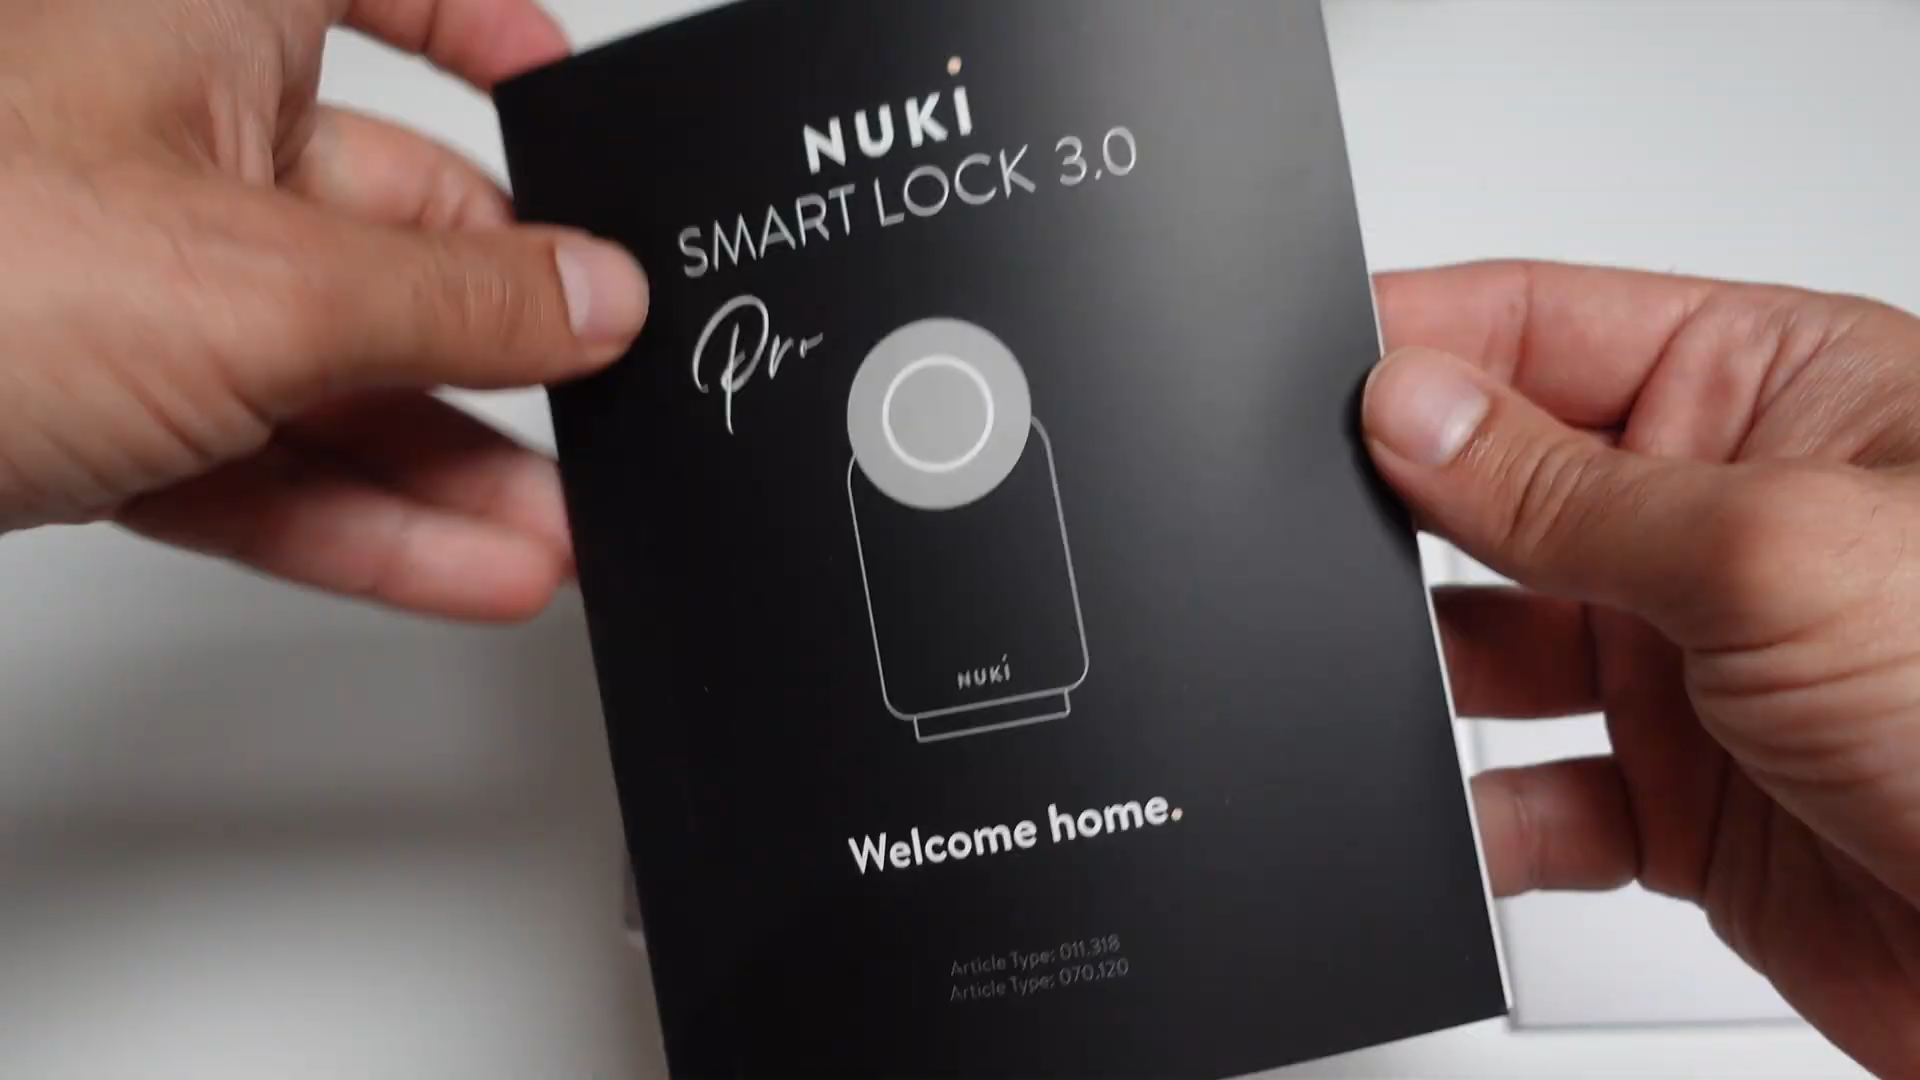 NUKI
SMART LOCK 3.0
Pro
NUKI
Welcome home.
Article Type: 011.318
Article Type: 070.120